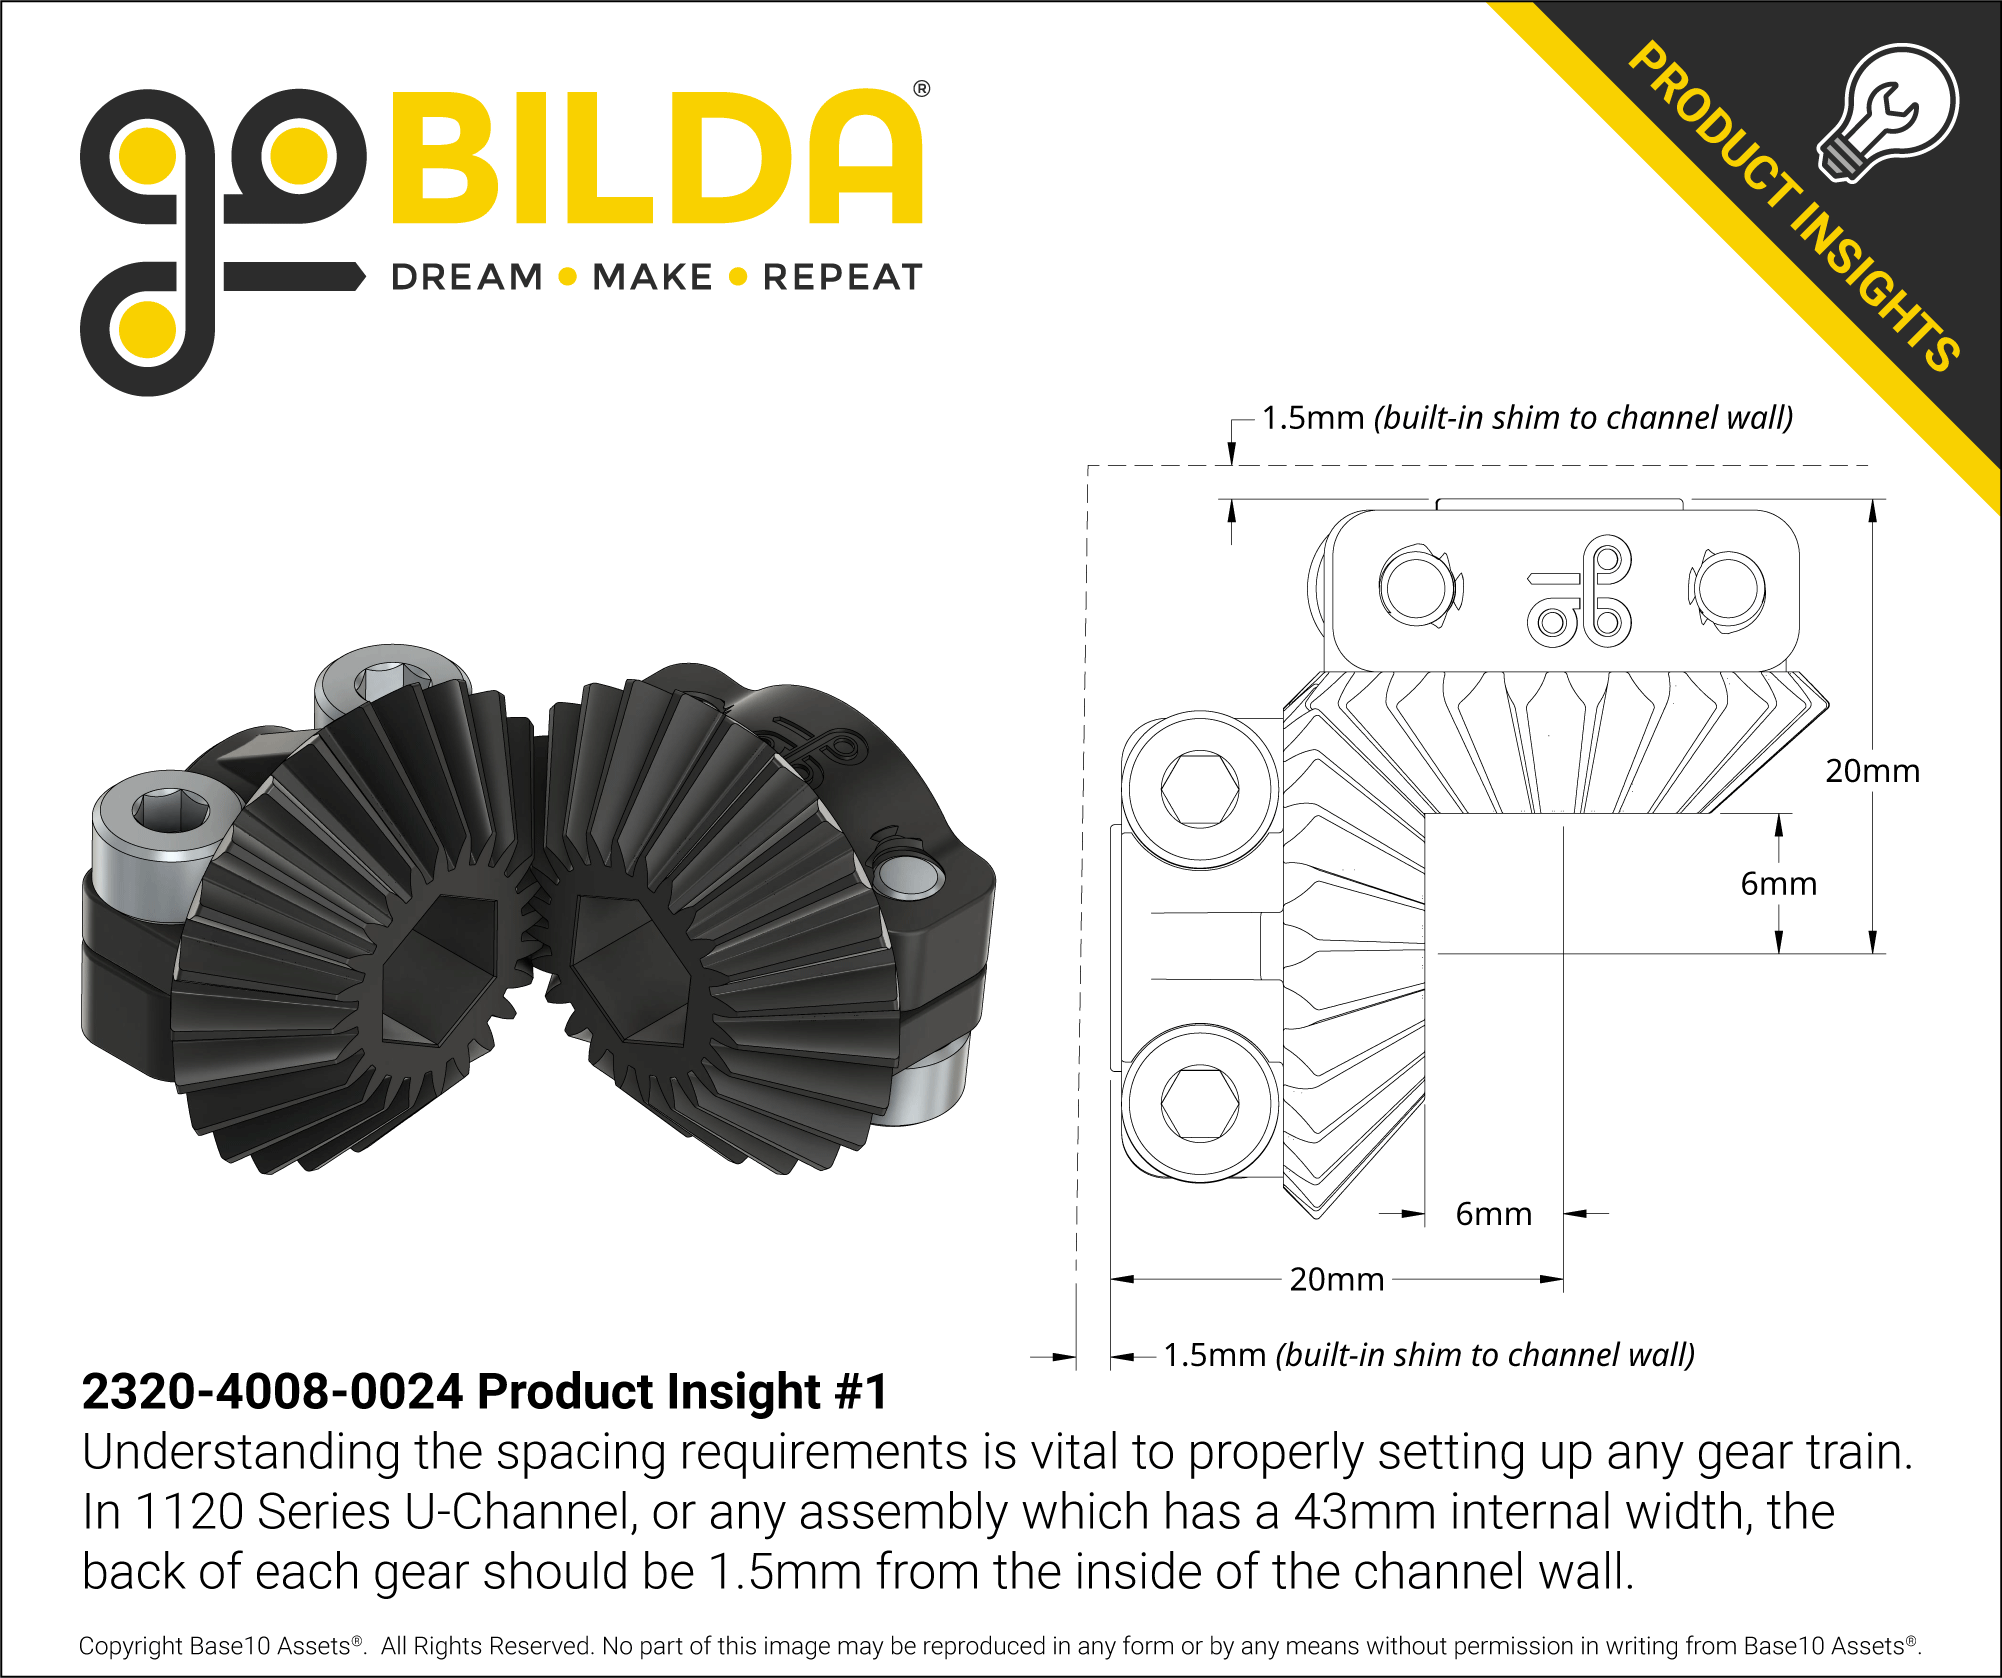 goBILDA®
DREAM • MAKE • REPEAT
PRODUCT INSIGHTS
1.5mm (built-in shim to channel wall)
20mm
6mm
6mm
20mm
1.5mm (built-in shim to channel wall)
2320-4008-0024 Product Insight #1
Understanding the spacing requirements is vital to properly setting up any gear train.
In 1120 Series U-Channel, or any assembly which has a 43mm internal width, the
back of each gear should be 1.5mm from the inside of the channel wall.
Copyright Base10 Assets®.  All Rights Reserved. No part of this image may be reproduced in any form or by any means without permission in writing from Base10 Assets®.